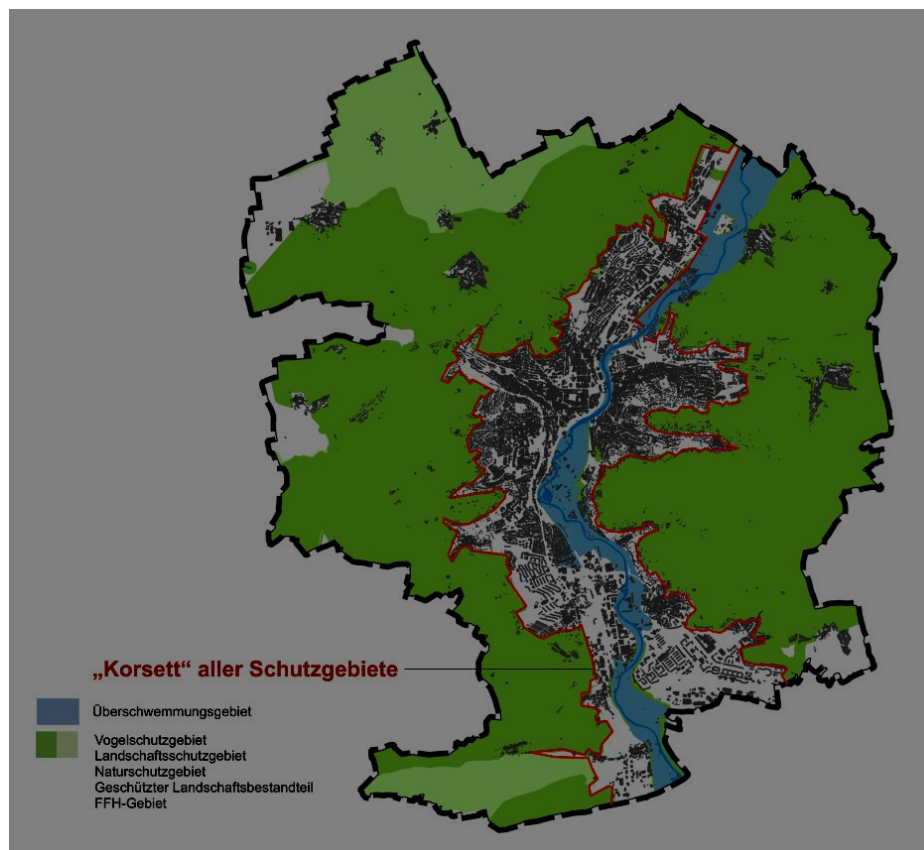 „Korsett“ aller Schutzgebiete
Überschwemmungsgebiet
Vogelschutzgebiet
Landschaftsschutzgebiet
Naturschutzgebiet
Geschützter Landschaftsbestandteil
FFH-Gebiet